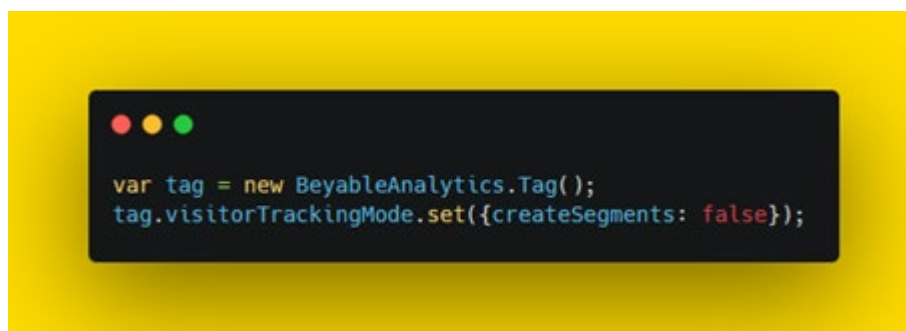 var tag = new BeyableAnalytics.Tag();
tag.visitorTrackingMode.set({createSegments: false});